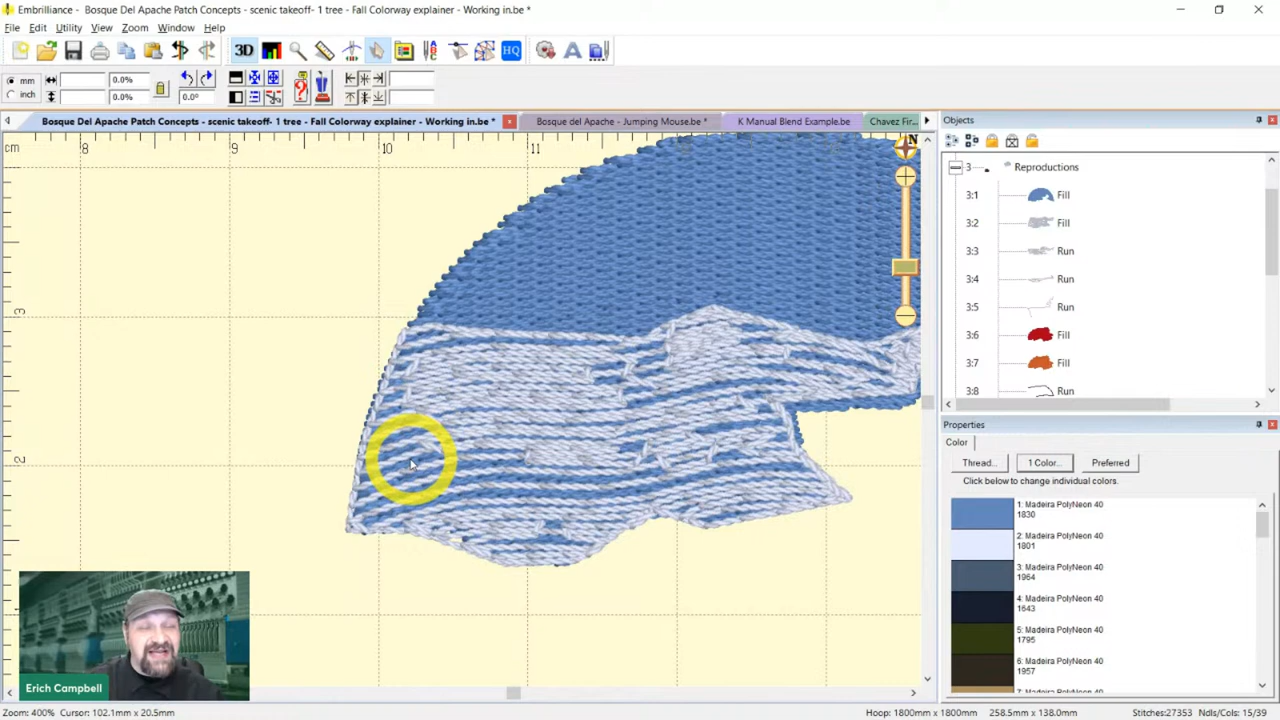 Embrilliance - Bosque Del Apache Patch Concepts - scenic takeoff- 1 tree - Fall Colorway explainer - Working in.be *
File Edit Utility View Zoom Window Help
3D
HQ
mm
inch
0.0%
0.0%
0.0°
Bosque Del Apache Patch Concepts - scenic takeoff- 1 tree - Fall Colorway explainer - Working in.be *
Bosque del Apache - Jumping Mouse.be *
K Manual Blend Example.be
Chavez Fir...
cm
8
9
10
11
3
2
N
Objects
3
Reproductions
3:1 Fill
3:2 Fill
3:3 Run
3:4 Run
3:5 Run
3:6 Fill
3:7 Fill
3:8 Run
Properties
Color
Thread...
1 Color...
Preferred
Click below to change individual colors.
1: Madeira PolyNeon 40
1830
2: Madeira PolyNeon 40
1801
3: Madeira PolyNeon 40
1964
4: Madeira PolyNeon 40
1643
5: Madeira PolyNeon 40
1795
6: Madeira PolyNeon 40
1957
Erich Campbell
Zoom: 400% Cursor: 102.1mm x 20.5mm
Hoop: 1800mm x 1800mm
258.5mm x 138.0mm
Stitches:27353
Ndls/Cols: 15/39